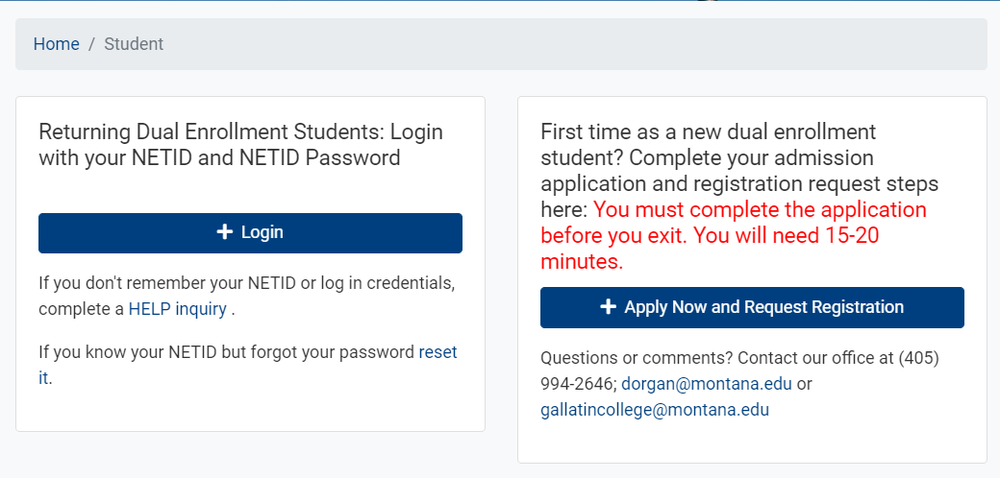 Home / Student
Returning Dual Enrollment Students: Login
with your NETID and NETID Password
+ Login
If you don't remember your NETID or log in credentials,
complete a HELP inquiry .
If you know your NETID but forgot your password reset
it.
First time as a new dual enrollment
student? Complete your admission
application and registration request steps
here: You must complete the application
before you exit. You will need 15-20
minutes.
+ Apply Now and Request Registration
Questions or comments? Contact our office at (405)
994-2646; dorgan@montana.edu or
gallatincollege@montana.edu